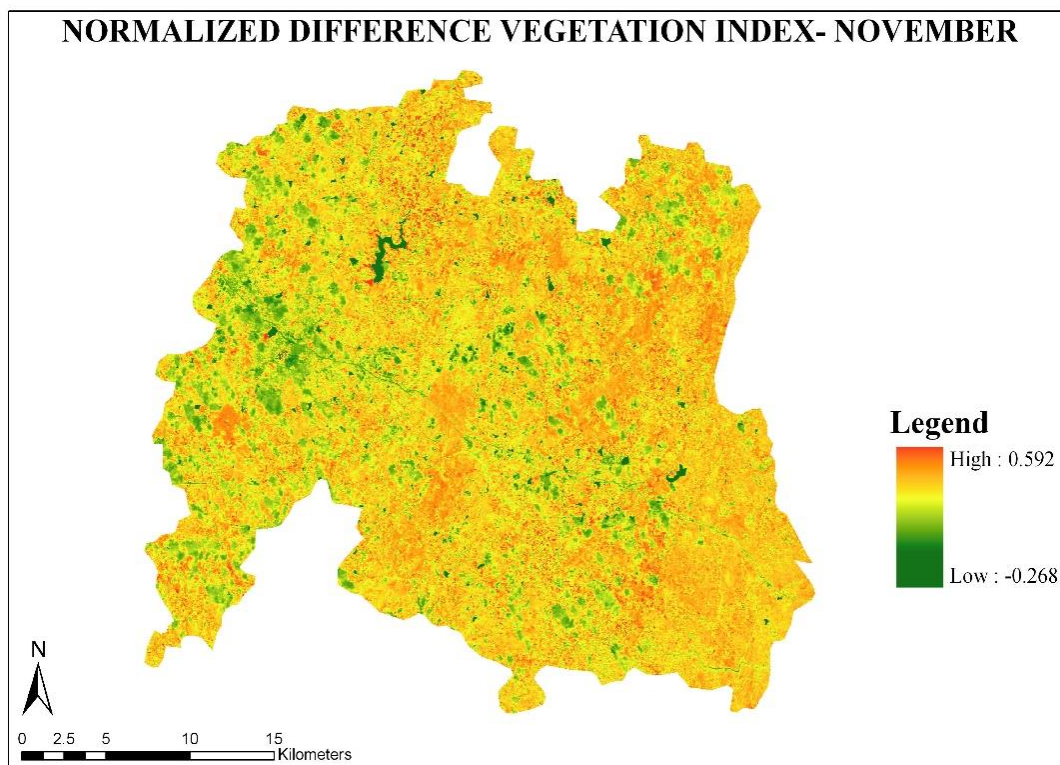 NORMALIZED DIFFERENCE VEGETATION INDEX- NOVEMBER
Legend
High : 0.592
Low : -0.268
N
0 2.5 5 10 15
Kilometers